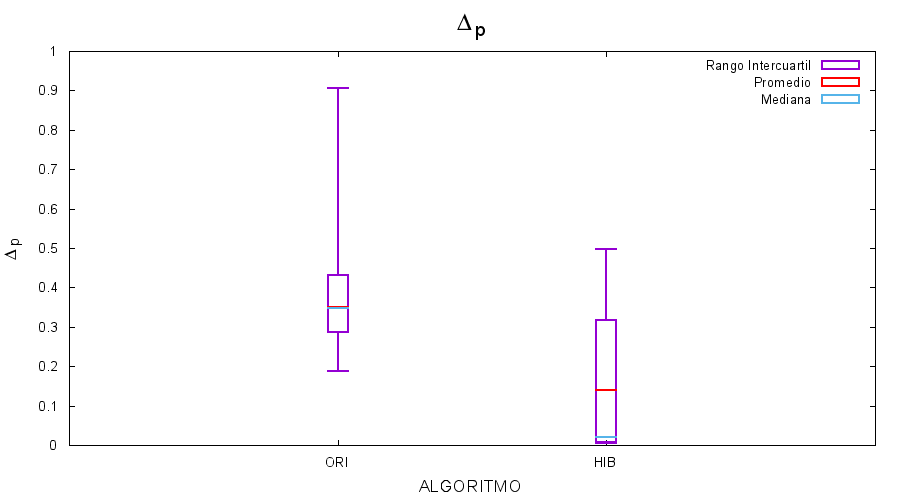 Δp
1
0.9
0.8
0.7
0.6
0.5
0.4
0.3
0.2
0.1
0
Δp
Rango Intercuartil
Promedio
Mediana
ORI HIB
ALGORITMO